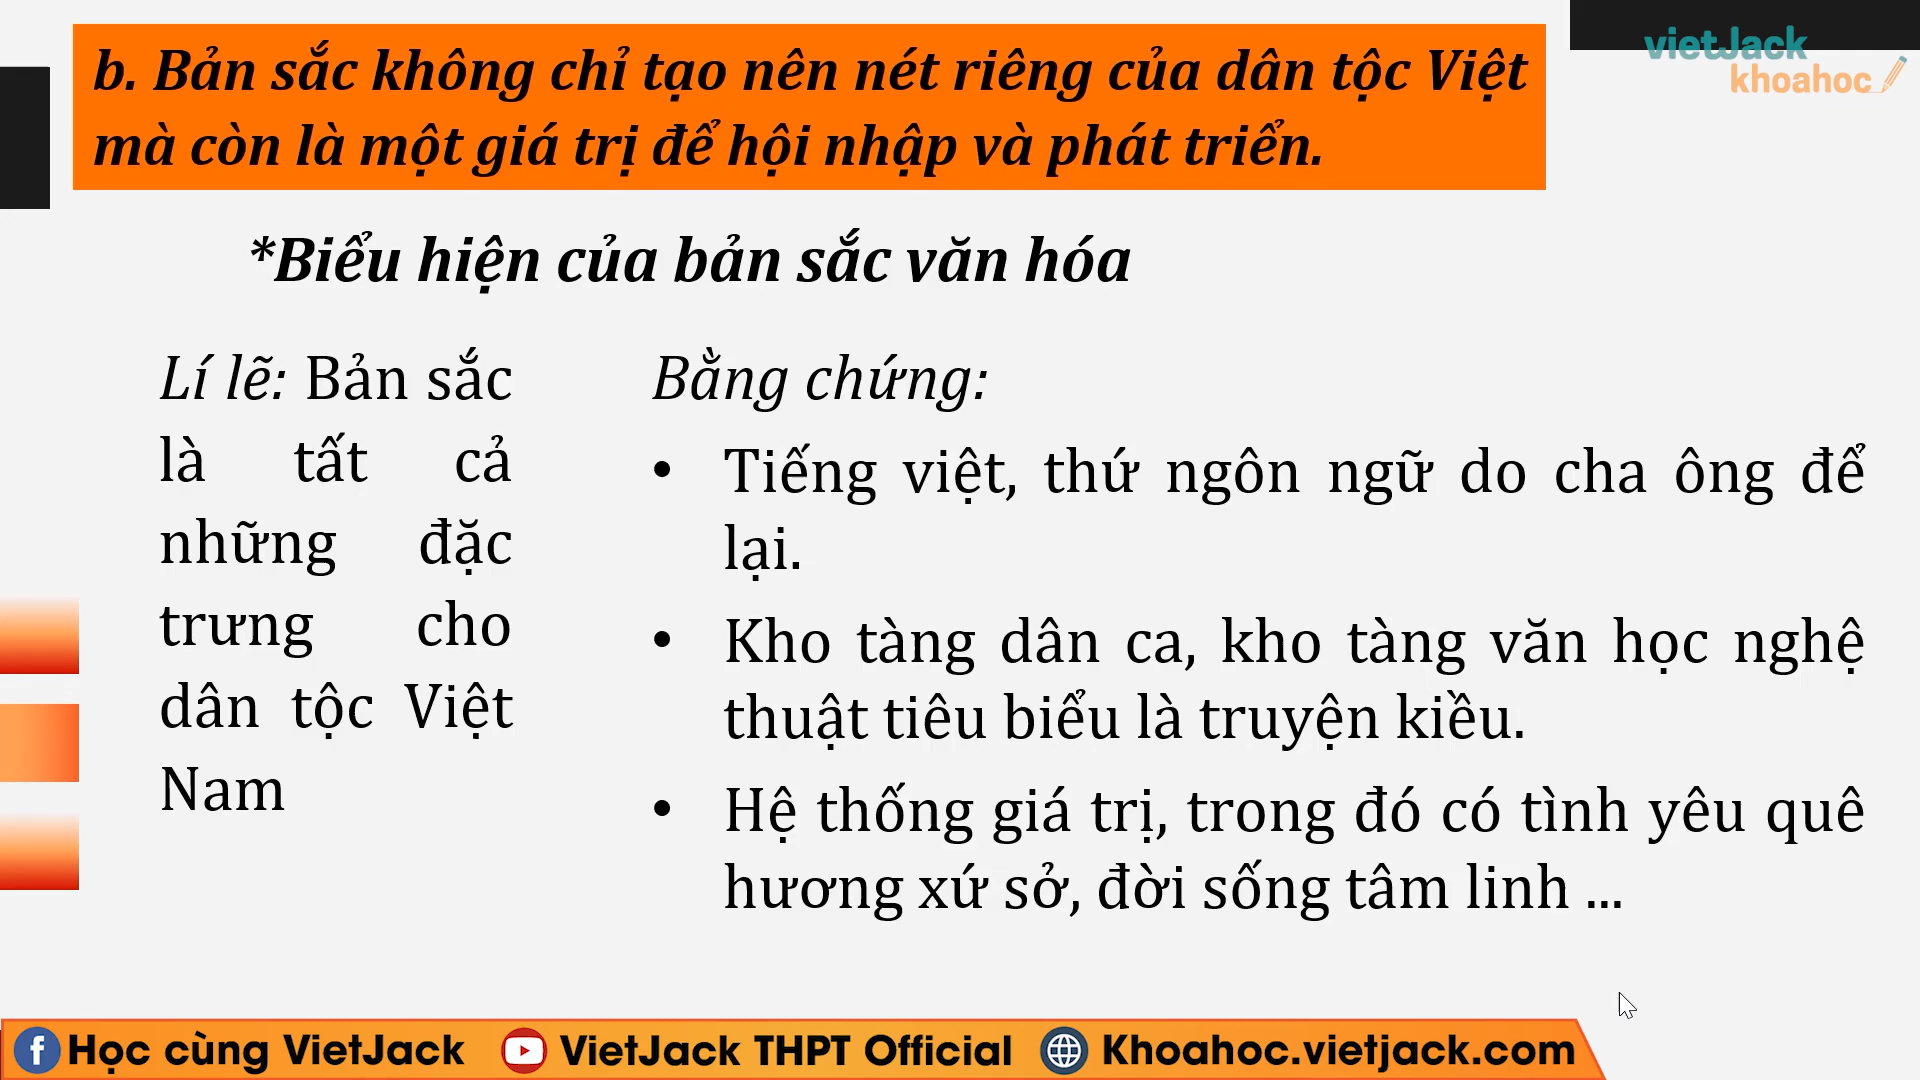 b. Bản sắc không chỉ tạo nên nét riêng của dân tộc Việt
mà còn là một giá trị để hội nhập và phát triển.
vietJack
khoahoc
*Biểu hiện của bản sắc văn hóa
Lí lẽ: Bản sắc
là tất cả
những đặc
trưng cho
dân tộc Việt
Nam
Bằng chứng:
• Tiếng việt, thứ ngôn ngữ do cha ông để
lại.
• Kho tàng dân ca, kho tàng văn học nghệ
thuật tiêu biểu là truyện kiều.
• Hệ thống giá trị, trong đó có tình yêu quê
hương xứ sở, đời sống tâm linh ...
Học cùng VietJack
VietJack THPT Official
Khoahoc.vietjack.com